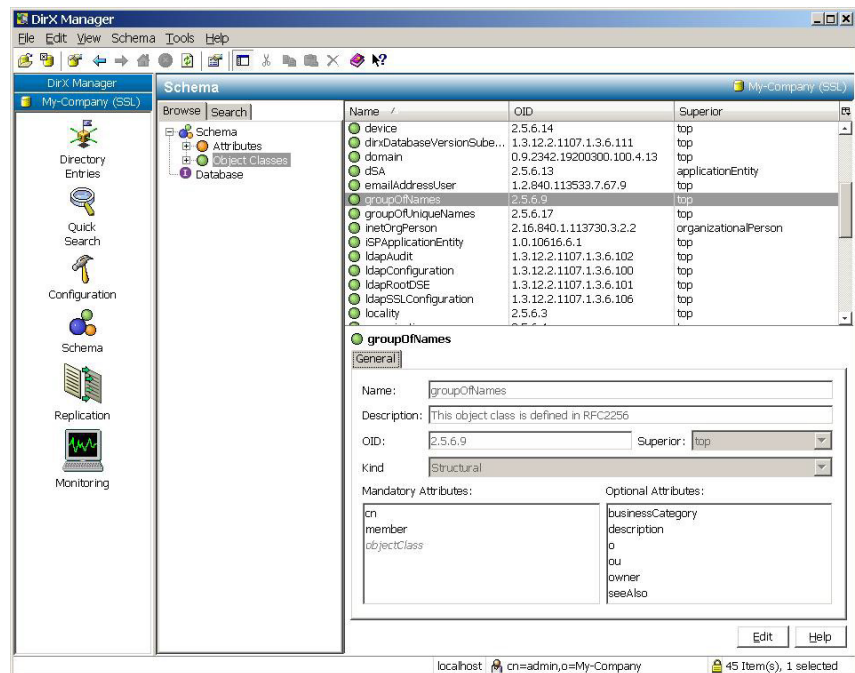 DirX Manager
File Edit View Schema Tools Help
DirX Manager
My-Company (SSL)
Directory
Entries
Quick
Search
Configuration
Schema
Replication
Monitoring
Schema
My-Company (SSL)
Browse Search
Schema
Attributes
Object Classes
Database
Name / OID Superior
device 2.5.6.14 top
dirxDatabaseVersionSube... 1.3.12.2.1107.1.3.6.111 top
domain 0.9.2342.19200300.100.4.13 top
dSA 2.5.6.13 applicationEntity
emailAddressUser 1.2.840.113533.7.67.9 top
groupOfNames 2.5.6.9 top
groupOfUniqueNames 2.5.6.17 top
inetOrgPerson 2.16.840.1.113730.3.2.2 organizationalPerson
iSPApplicationEntity 1.0.10616.6.1 top
ldapAudit 1.3.12.2.1107.1.3.6.102 top
ldapConfiguration 1.3.12.2.1107.1.3.6.100 top
ldapRootDSE 1.3.12.2.1107.1.3.6.101 top
ldapSSLConfiguration 1.3.12.2.1107.1.3.6.106 top
locality 2.5.6.3 top
groupOfNames
General
Name: groupOfNames
Description: This object class is defined in RFC2256
OID: 2.5.6.9 Superior: top
Kind Structural
Mandatory Attributes: Optional Attributes:
cn
member
objectClass
businessCategory
description
o
ou
owner
seeAlso
Edit Help
localhost cn=admin,o=My-Company 45 Item(s), 1 selected